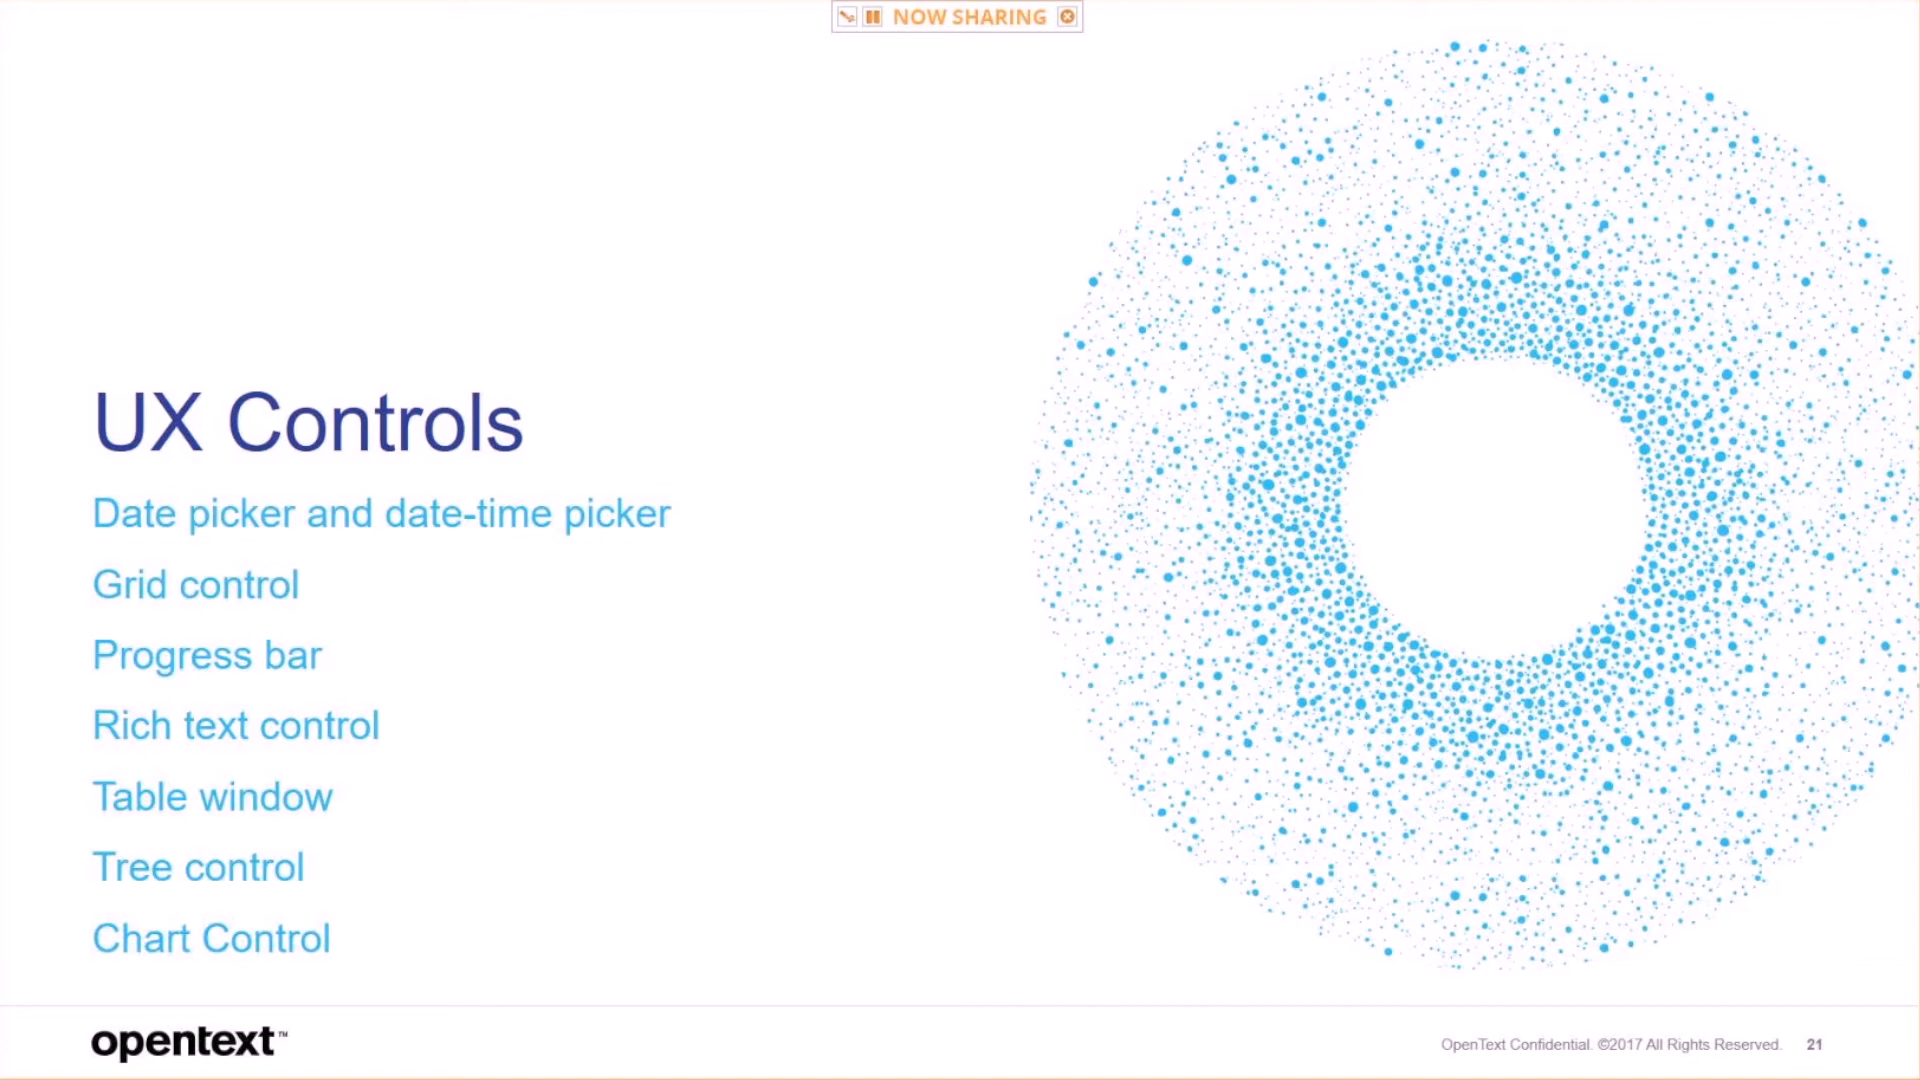 NOW SHARING
UX Controls
Date picker and date-time picker
Grid control
Progress bar
Rich text control
Table window
Tree control
Chart Control
opentext™
OpenText Confidential. ©2017 All Rights Reserved. 21